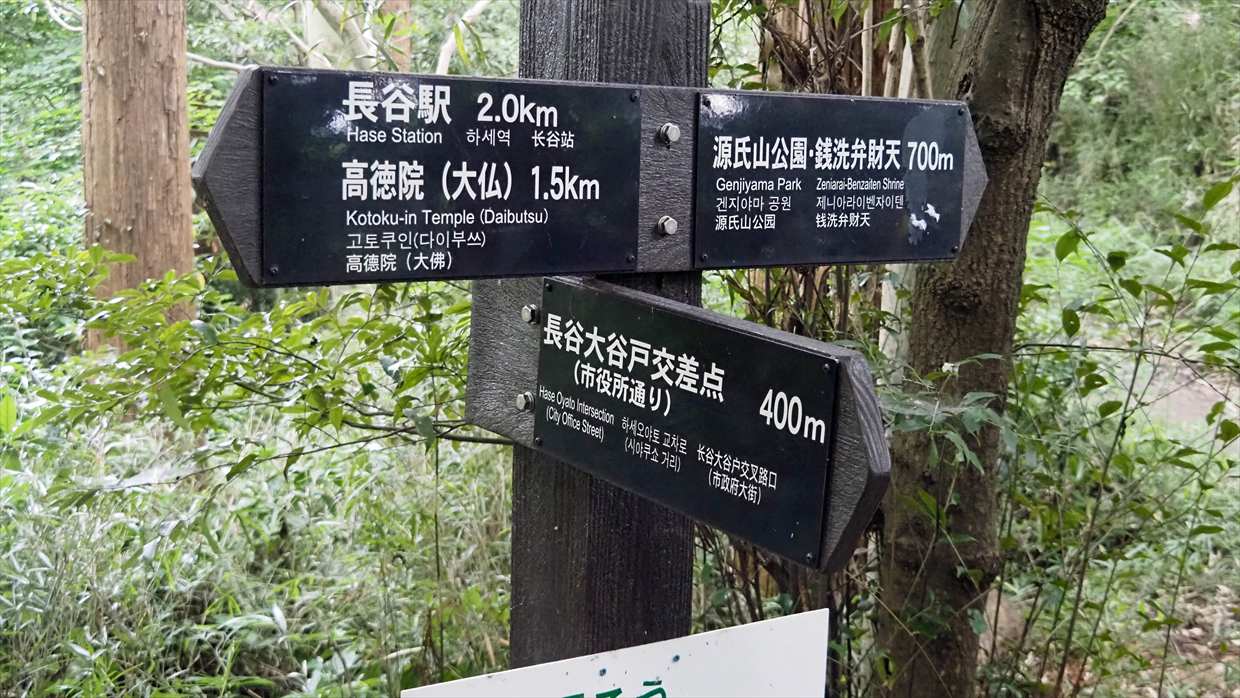 長谷駅 2.0km
Hase Station 하세역 长谷站
高徳院（大仏）1.5km
Kotoku-in Temple (Daibutsu)
고토쿠인(다이부쓰)
高德院（大佛）
源氏山公園・銭洗弁財天 700m
Genjiyama Park Zeniarai-Benzaiten Shrine
겐지야마 공원 제니아라이벤자이텐
源氏山公园 钱洗弁财天
長谷大谷戸交差点 400m
（市役所通り）
Hase Oyato Intersection 하세오야토 교차로 长谷大谷户交叉路口
(City Office Street) (시야쿠쇼 거리) （市政府大街）